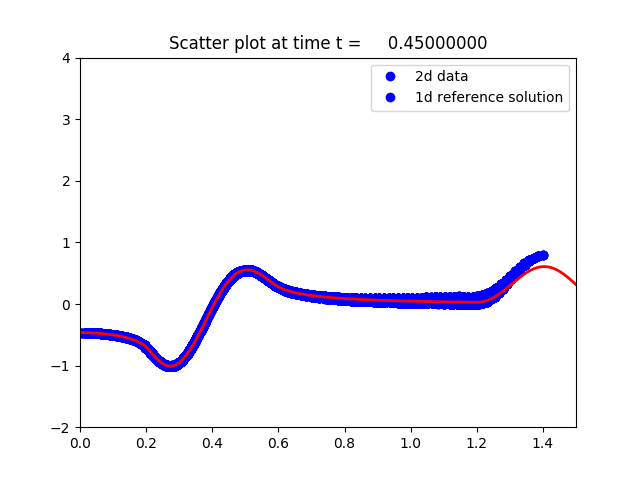 Scatter plot at time t =     0.45000000
2d data
1d reference solution
4
3
2
1
0
−1
−2
0.0 0.2 0.4 0.6 0.8 1.0 1.2 1.4